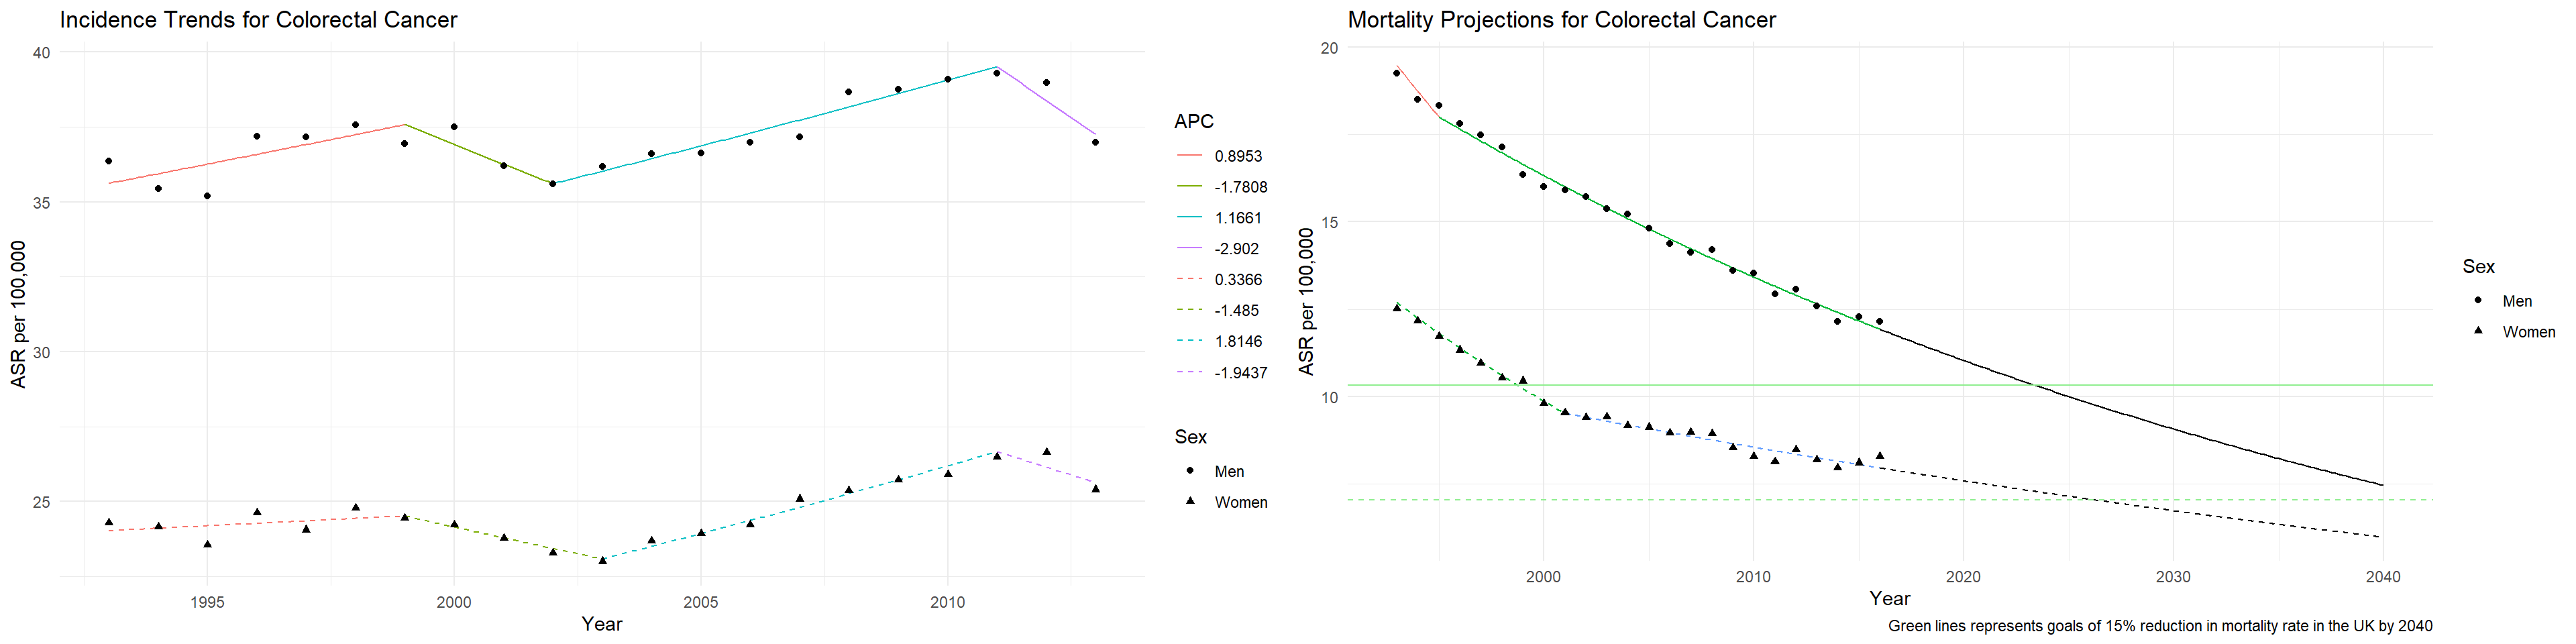 Incidence Trends for Colorectal Cancer
40
35
30
25
ASR per 100,000
1995
2000
2005
2010
Year
APC
0.8953
-1.7808
1.1661
-2.902
0.3366
-1.485
1.8146
-1.9437
Sex
Men
Women
Mortality Projections for Colorectal Cancer
20
15
10
ASR per 100,000
2000
2010
2020
2030
2040
Year
Sex
Men
Women
Green lines represents goals of 15% reduction in mortality rate in the UK by 2040